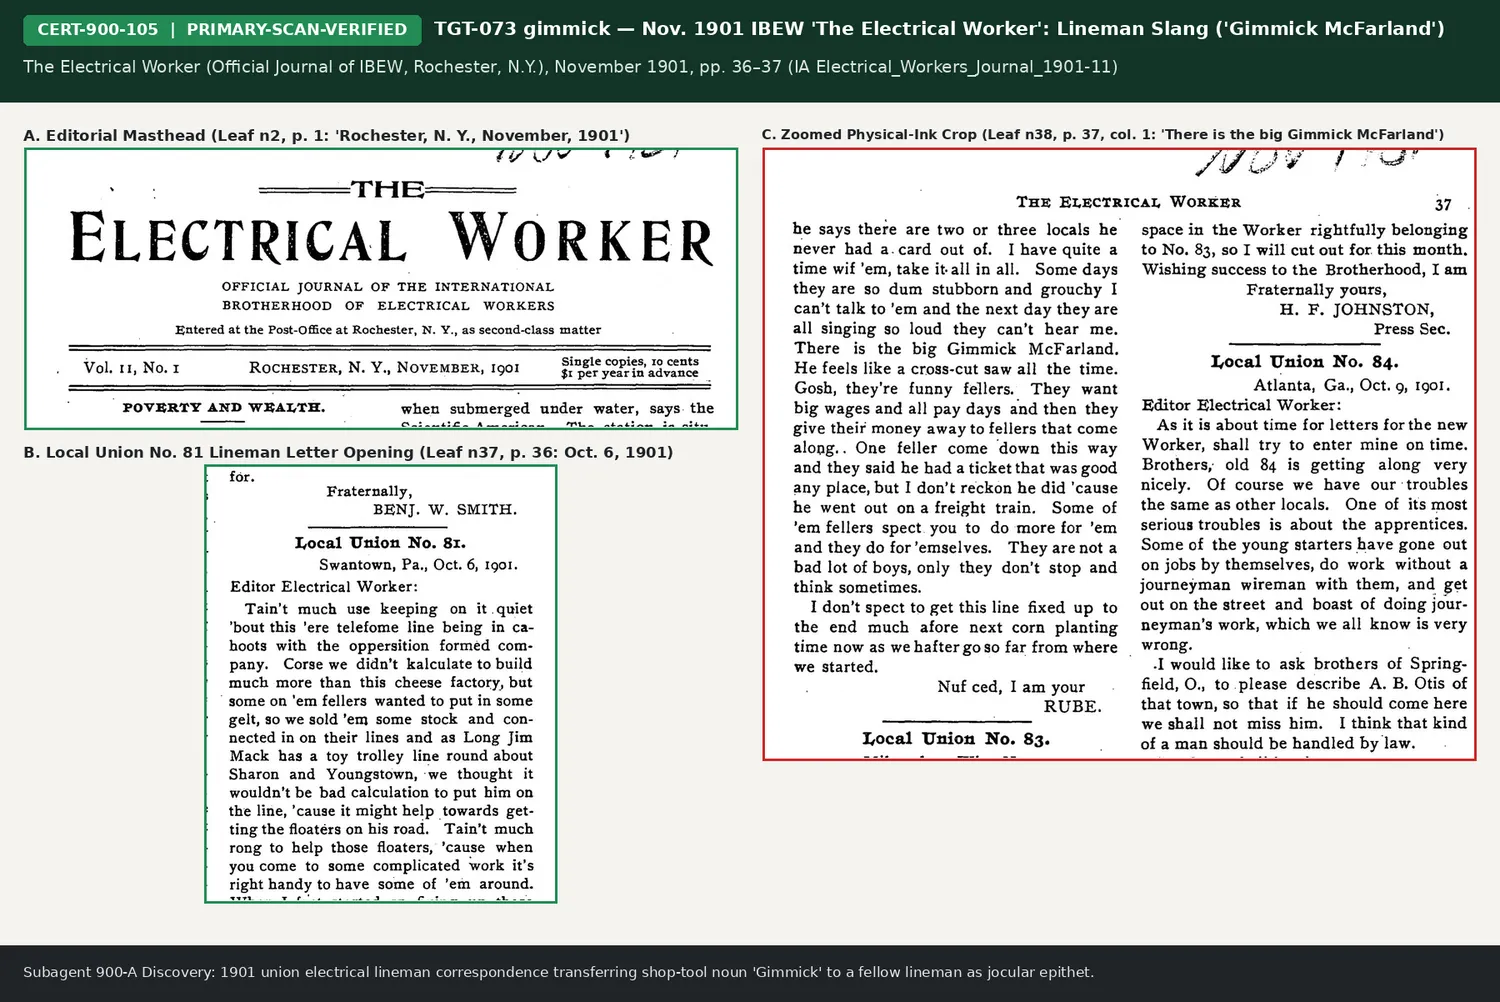 CERT-900-105 | PRIMARY-SCAN-VERIFIED
TGT-073 gimmick — Nov. 1901 IBEW 'The Electrical Worker': Lineman Slang ('Gimmick McFarland')
The Electrical Worker (Official Journal of IBEW, Rochester, N.Y.), November 1901, pp. 36–37 (IA Electrical_Workers_Journal_1901-11)
A. Editorial Masthead (Leaf n2, p. 1: 'Rochester, N. Y., November, 1901')
THE
ELECTRICAL WORKER
OFFICIAL JOURNAL OF THE INTERNATIONAL
BROTHERHOOD OF ELECTRICAL WORKERS
Entered at the Post-Office at Rochester, N. Y., as second-class matter
Vol. 11, No. 1
ROCHESTER, N. Y., NOVEMBER, 1901
Single copies, 10 cents
$1 per year in advance
POVERTY AND WEALTH.
when submerged under water, says the
B. Local Union No. 81 Lineman Letter Opening (Leaf n37, p. 36: Oct. 6, 1901)
for.
Fraternally,
BENJ. W. SMITH.
Local Union No. 81.
Swantown, Pa., Oct. 6, 1901.
Editor Electrical Worker:
Tain't much use keeping on it quiet
'bout this 'ere telefome line being in ca-
hoots with the oppersition formed com-
pany. Corse we didn't kalculate to build
much more than this cheese factory, but
some on 'em fellers wanted to put in some
gelt, so we sold 'em some stock and con-
nected in on their lines and as Long Jim
Mack has a toy trolley line round about
Sharon and Youngstown, we thought it
wouldn't be bad calculation to put him on
the line, 'cause it might help towards get-
ting the floaters on his road. Tain't much
rong to help those floaters, 'cause when
you come to some complicated work it's
right handy to have some of 'em around.
C. Zoomed Physical-Ink Crop (Leaf n38, p. 37, col. 1: 'There is the big Gimmick McFarland')
THE ELECTRICAL WORKER
37
he says there are two or three locals he
never had a card out of. I have quite a
time wif 'em, take it all in all. Some days
they are so dum stubborn and grouchy I
can't talk to 'em and the next day they are
all singing so loud they can't hear me.
There is the big Gimmick McFarland.
He feels like a cross-cut saw all the time.
Gosh, they're funny fellers. They want
big wages and all pay days and then they
give their money away to fellers that come
along. One feller come down this way
and they said he had a ticket that was good
any place, but I don't reckon he did 'cause
he went out on a freight train. Some of
'em fellers spect you to do more for 'em
and they do for 'emselves. They are not a
bad lot of boys, only they don't stop and
think sometimes.
I don't spect to get this line fixed up to
the end much afore next corn planting
time now as we hafter go so far from where
we started.
Nuf ced, I am your
RUBE.
Local Union No. 83.
space in the Worker rightfully belonging
to No. 83, so I will cut out for this month.
Wishing success to the Brotherhood, I am
Fraternally yours,
H. F. JOHNSTON,
Press Sec.
Local Union No. 84.
Atlanta, Ga., Oct. 9, 1901.
Editor Electrical Worker:
As it is about time for letters for the new
Worker, shall try to enter mine on time.
Brothers, old 84 is getting along very
nicely. Of course we have our troubles
the same as other locals. One of its most
serious troubles is about the apprentices.
Some of the young starters have gone out
on jobs by themselves, do work without a
journeyman wireman with them, and get
out on the street and boast of doing jour-
neyman's work, which we all know is very
wrong.
I would like to ask brothers of Spring-
field, O., to please describe A. B. Otis of
that town, so that if he should come here
we shall not miss him. I think that kind
of a man should be handled by law.
Subagent 900-A Discovery: 1901 union electrical lineman correspondence transferring shop-tool noun 'Gimmick' to a fellow lineman as jocular epithet.